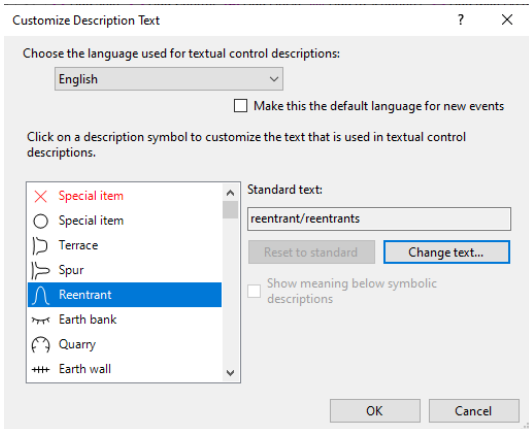 Customize Description Text
?
Choose the language used for textual control descriptions:
English
Make this the default language for new events
Click on a description symbol to customize the text that is used in textual control
descriptions.
Special item
Special item
Terrace
Spur
Reentrant
Earth bank
Quarry
Earth wall
Standard text:
reentrant/reentrants
Reset to standard
Change text...
Show meaning below symbolic
descriptions
OK
Cancel